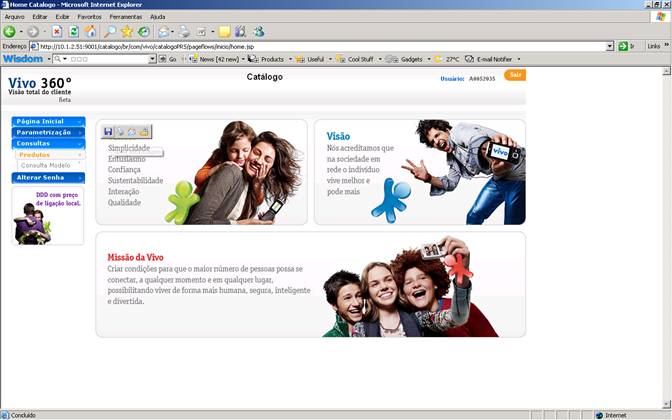 Home Catalogo - Microsoft Internet Explorer
Arquivo Editar Exibir Favoritos Ferramentas Ajuda
Endereço http://10.1.2.51:9001/catalogo/br/com/vivo/catalogoPRS/pageflows/inicio/home.jsp Ir Links »
Wisdom Go News [42 new] Products Useful Cool Stuff Gadgets 27°C E-mail Notifier
Vivo 360°
Visão total do cliente
Beta
Catálogo
Usuário: A0052035 Sair
Página Inicial
Parametrização
Consultas
Produtos
Consulta Modelo
Alterar Senha
DDD com preço
de ligação local.
Simplicidade
Entusiasmo
Confiança
Sustentabilidade
Interação
Qualidade
Visão
Nós acreditamos que
na sociedade em
rede o indivíduo
vive melhor e
pode mais
vivo
Missão da Vivo
Criar condições para que o maior número de pessoas possa se
conectar, a qualquer momento e em qualquer lugar,
possibilitando viver de forma mais humana, segura, inteligente
e divertida.
Concluído Internet